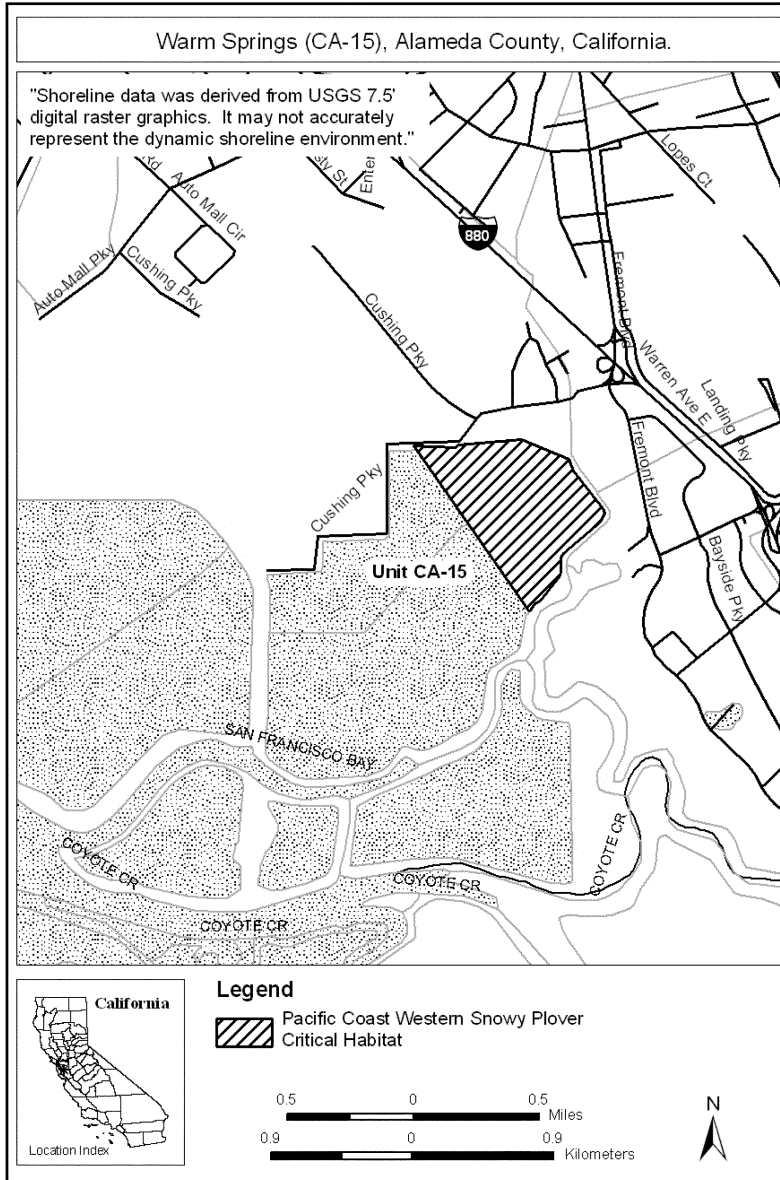 Warm Springs (CA-15), Alameda County, California.
"Shoreline data was derived from USGS 7.5'
digital raster graphics. It may not accurately
represent the dynamic shoreline environment."
Rd
Auto Mall Cir
sty St
Enter
Lopes Ct
880
Auto Mall Pky
Cushing Pky
Cushing Pky
Fremont Blvd
Warren Ave E
Landing Pky
Fremont Blvd
Cushing Pky
Unit CA-15
Bayside Pky
SAN FRANCISCO BAY
COYOTE CR
COYOTE CR
COYOTE CR
COYOTE CR
California
Location Index
Legend
Pacific Coast Western Snowy Plover
Critical Habitat
0.5 0 0.5
Miles
0.9 0 0.9
Kilometers
N